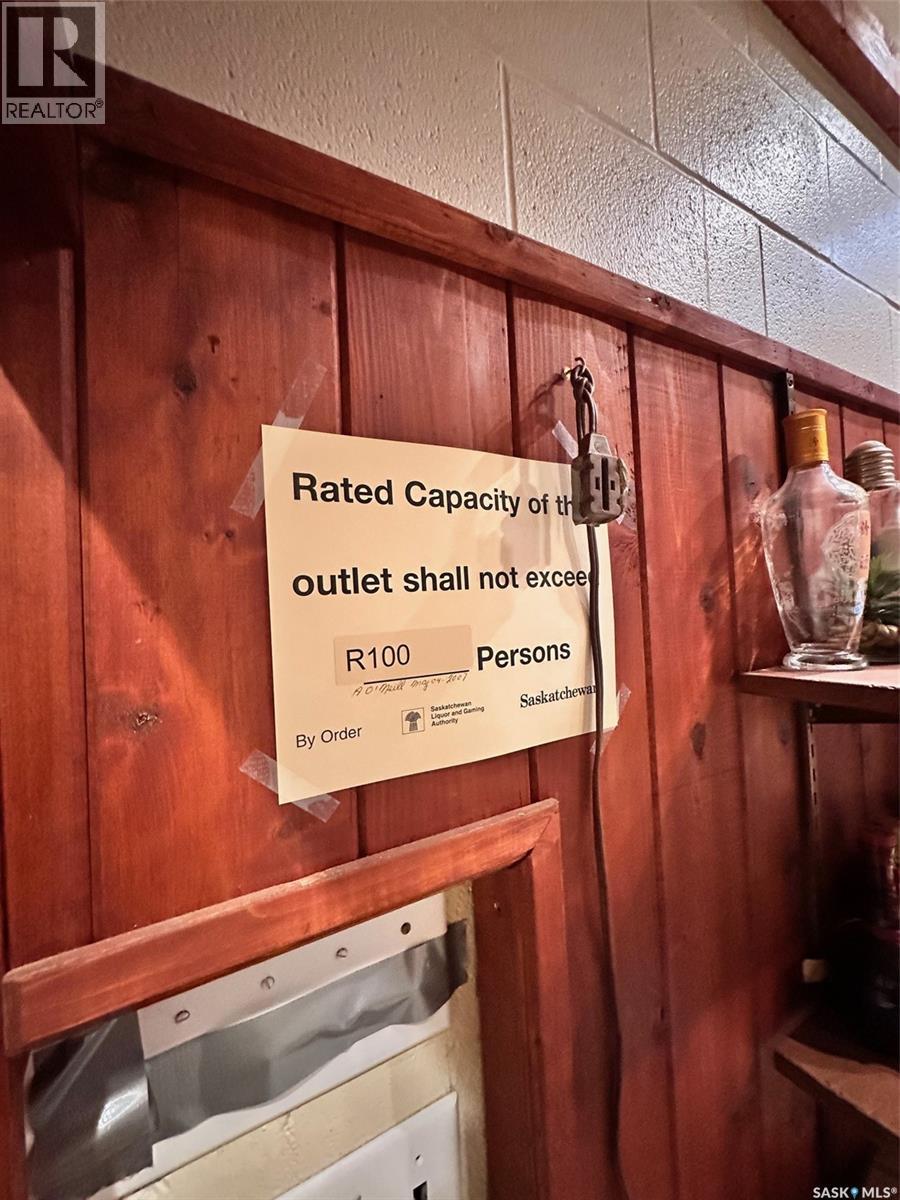 REALTOR®
Rated Capacity of th
outlet shall not excee
R100 Persons
By Order
Saskatchewan
Liquor and Gaming
Authority
Saskatchewan
SASK MLS®